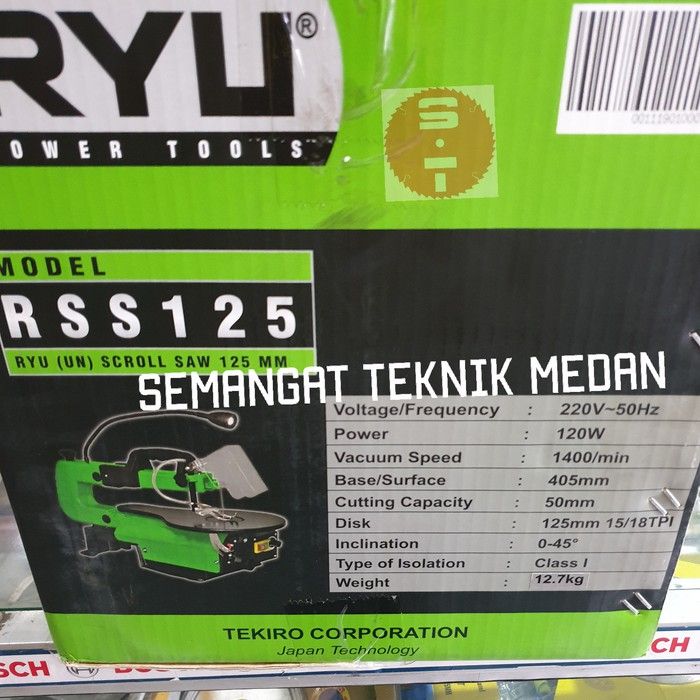 RYU®
POWER TOOLS
S·T
0011190100
MODEL
RSS125
RYU (UN) SCROLL SAW 125 MM
SEMANGAT TEKNIK MEDAN
Voltage/Frequency : 220V~50Hz
Power : 120W
Vacuum Speed : 1400/min
Base/Surface : 405mm
Cutting Capacity : 50mm
Disk : 125mm 15/18TPI
Inclination : 0-45°
Type of Isolation : Class I
Weight : 12.7kg
TEKIRO CORPORATION
Japan Technology
SCH
BOSCH